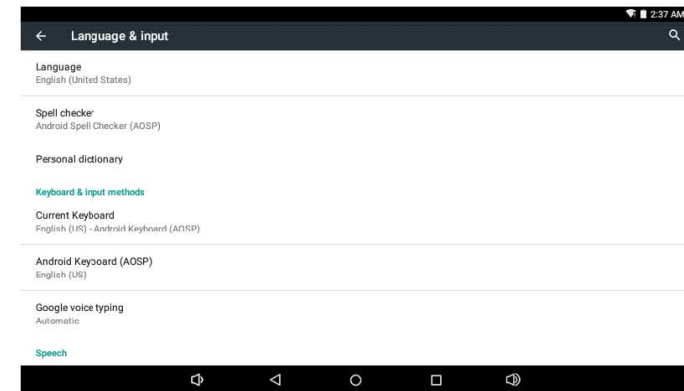 2:37 AM
Language & input
Language
English (United States)
Spell checker
Android Spell Checker (AOSP)
Personal dictionary
Keyboard & input methods
Current Keyboard
English (US) - Android Keyboard (AOSP)
Android Keyboard (AOSP)
English (US)
Google voice typing
Automatic
Speech